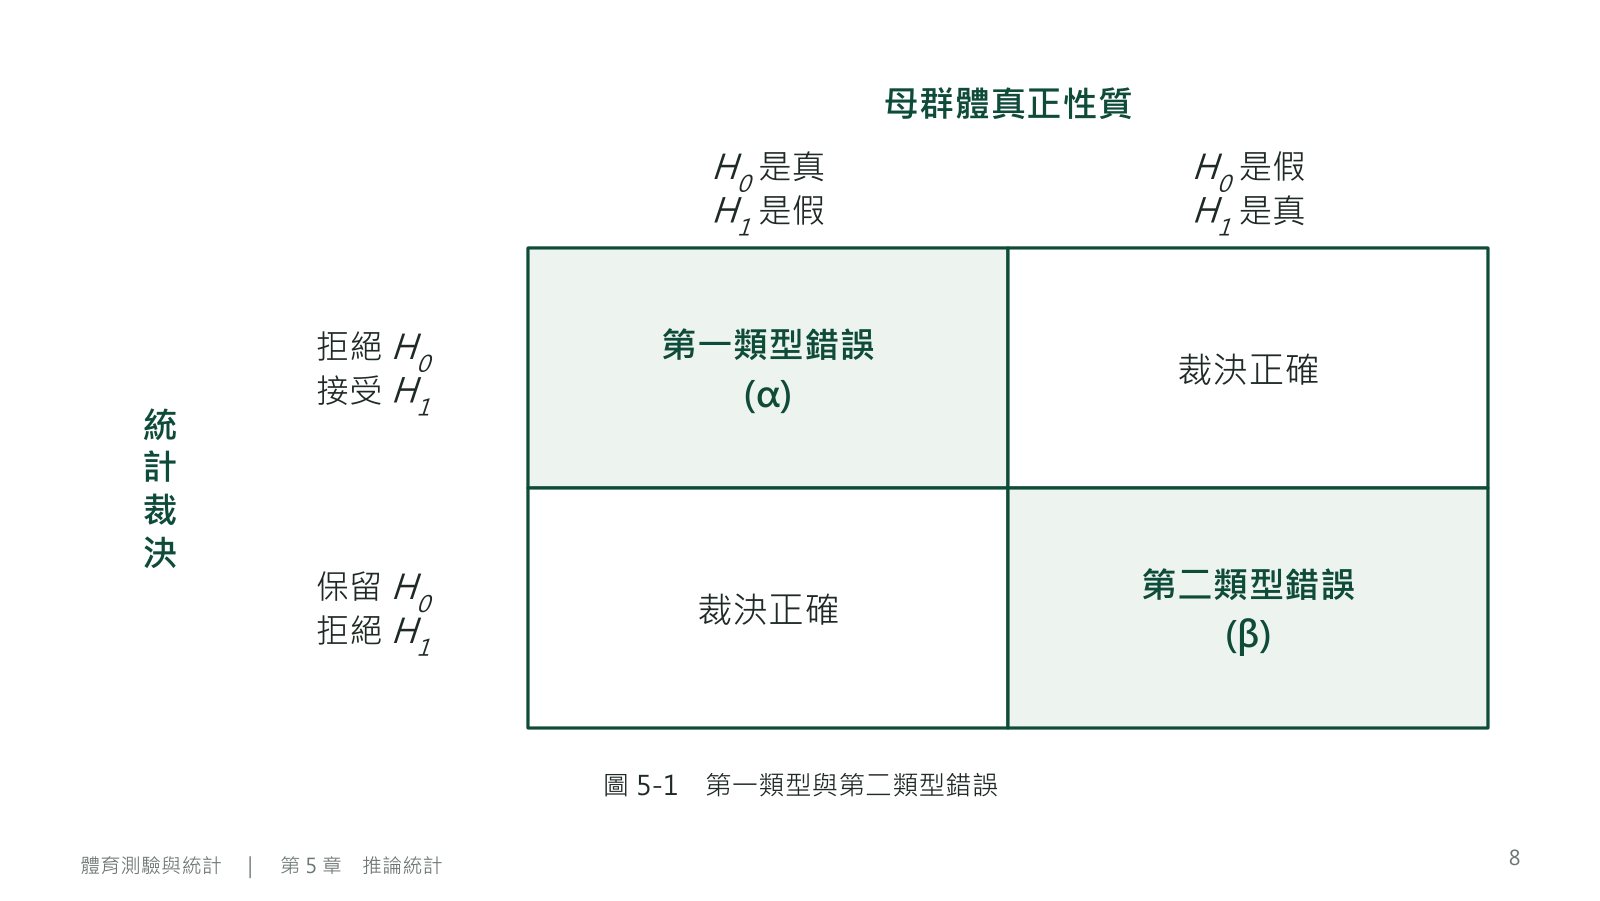 母群體真正性質
H0 是真
H1 是假
H0 是假
H1 是真
統計裁決
拒絕 H0
接受 H1
第一類型錯誤
(α)
裁決正確
保留 H0
拒絕 H1
裁決正確
第二類型錯誤
(β)
圖 5-1　第一類型與第二類型錯誤
體育測驗與統計　|　第 5 章　推論統計
8